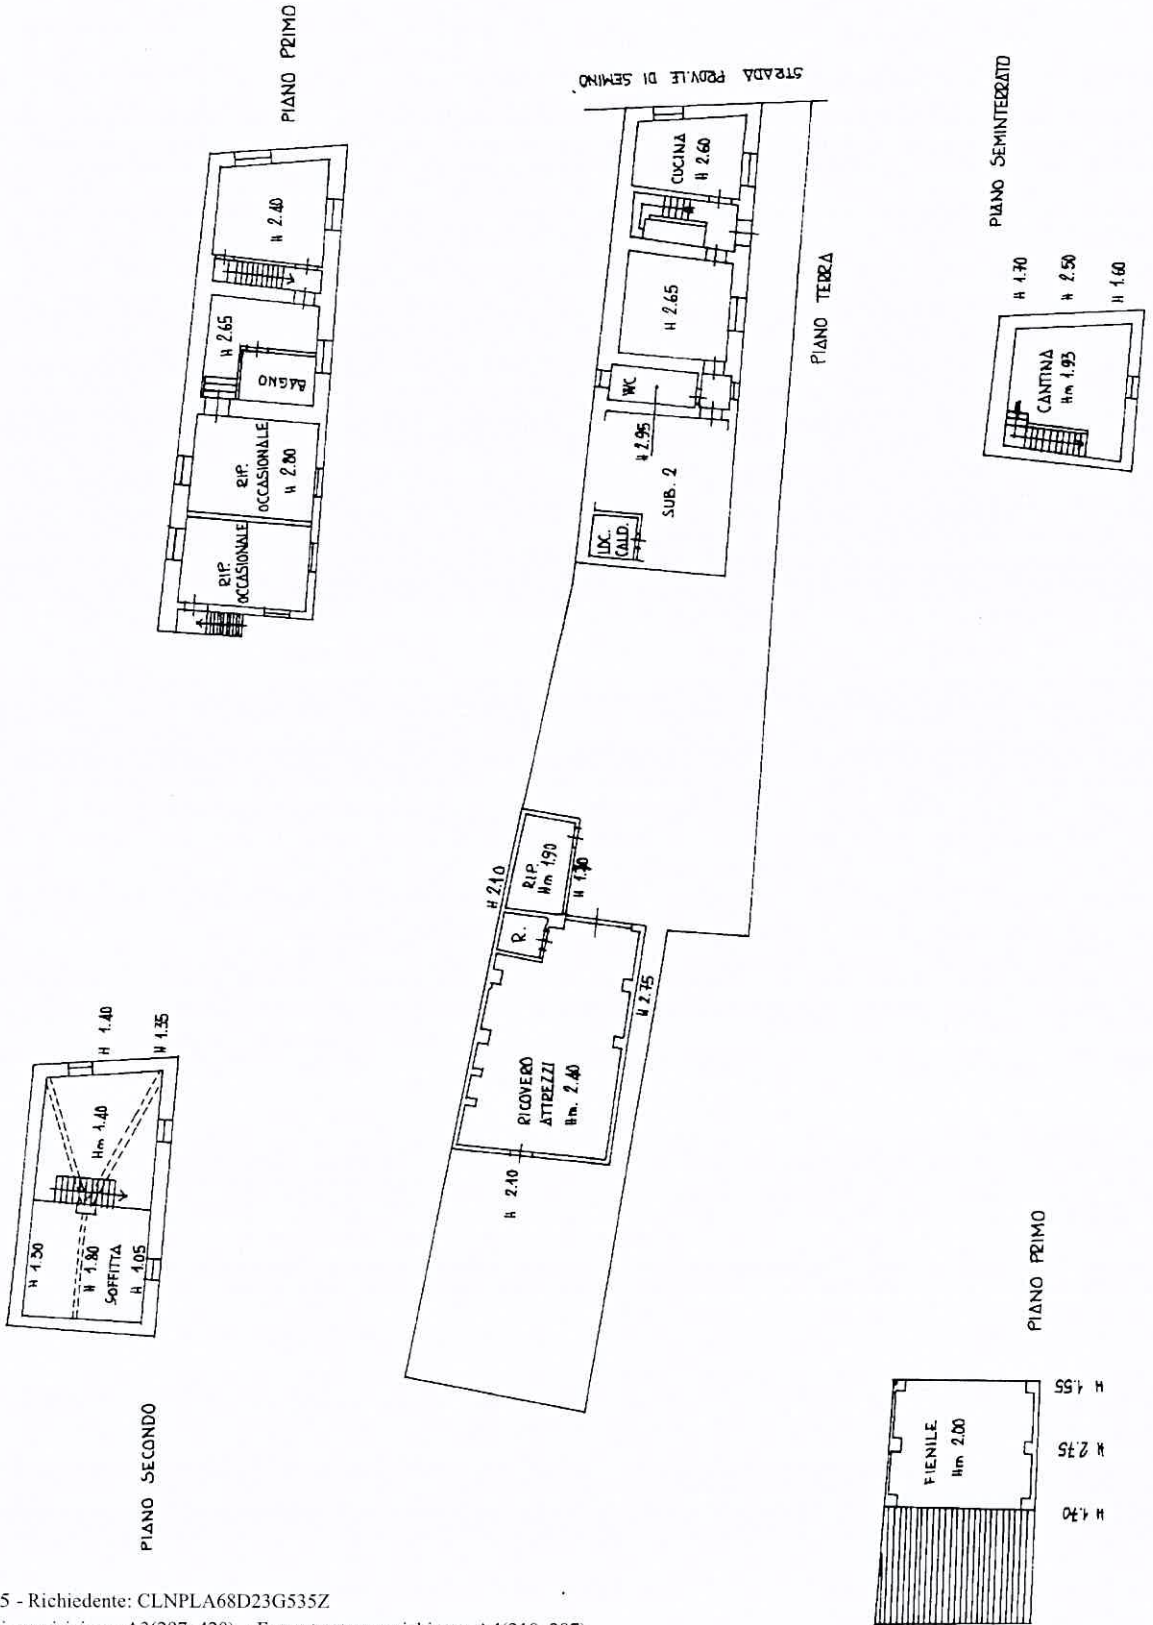 PIANO PRIMO
H 2.40
H 2.65
BAGNO
RIP.
OCCASIONALE
H 2.80
RIP.
OCCASIONALE
STRADA PROV.LE DI SEMINO
CUCINA
H 2.60
H 2.65
WC
H 2.95
SUB. 2
LOC.
CALD.
PIANO TERRA
RIP.
Hm 1.90
H 2.10
R.
H 2.75
RICOVERO
ATTREZZI
Hm. 2.40
H 2.10
PIANO SEMINTERRATO
H 1.70
H 2.50
H 1.60
CANTINA
Hm 1.93
H 1.40
H 1.35
Hm 1.40
H 1.30
H 1.80
SOFFITTA
H 1.05
PIANO SECONDO
PIANO PRIMO
FIENILE
Hm 2.00
H 1.55
H 2.75
H 1.70
5 - Richiedente: CLNPLA68D23G535Z